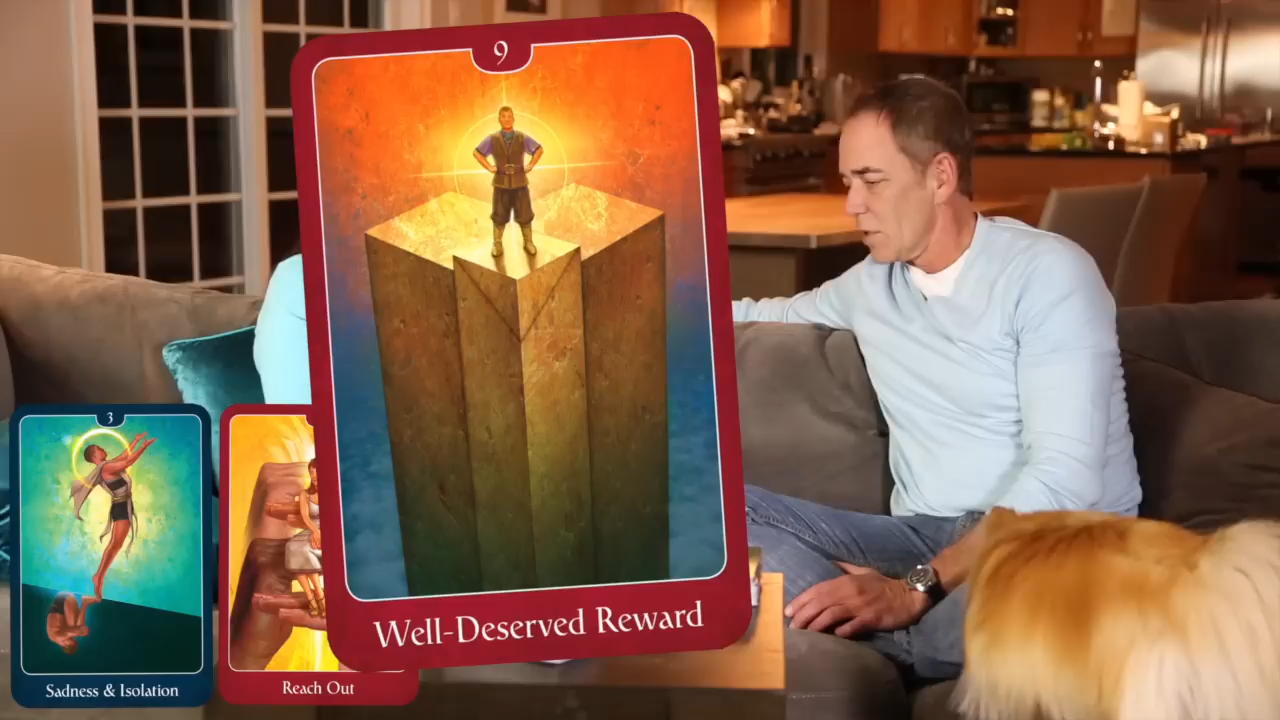 9
Well-Deserved Reward
3
Sadness & Isolation
Reach Out